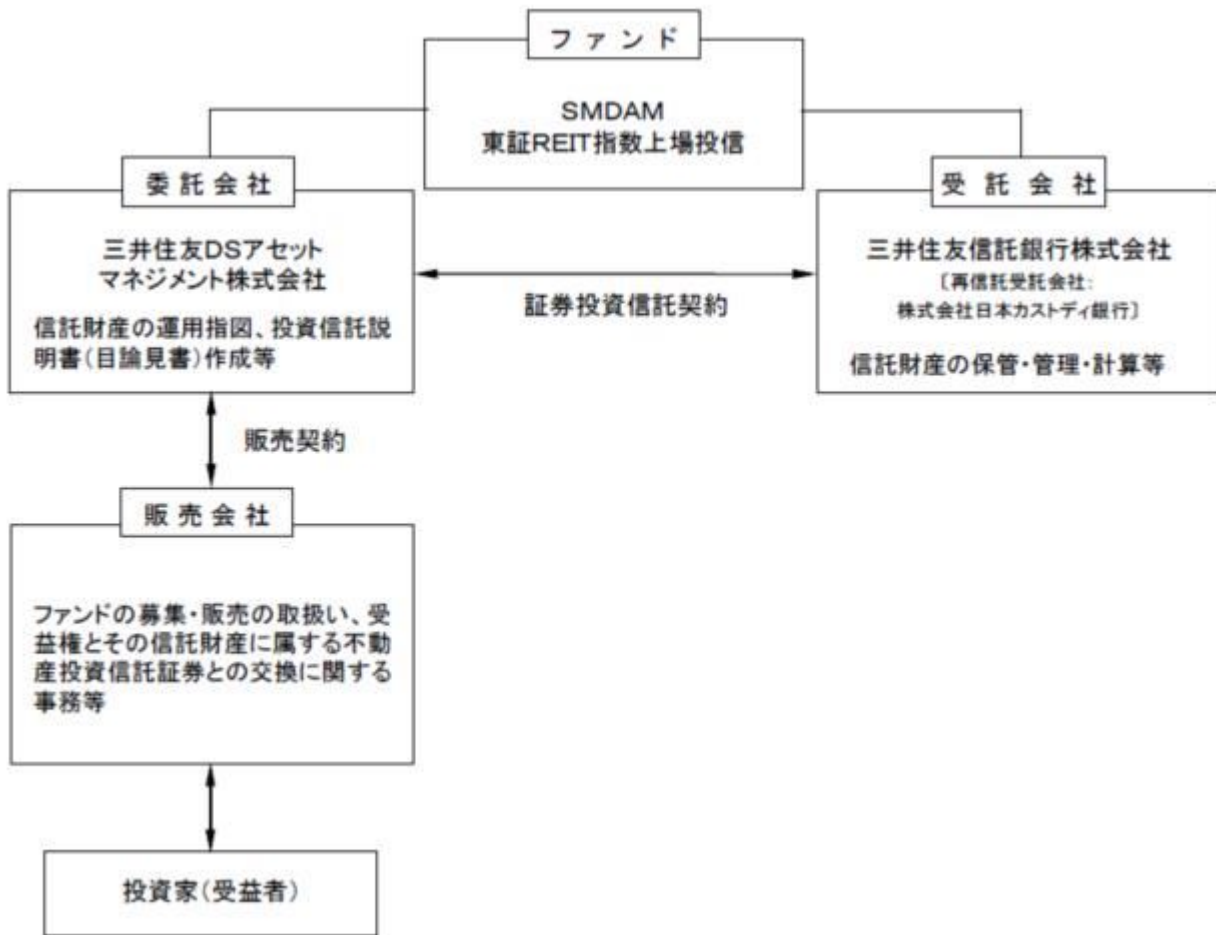 ファンド
SMDAM
東証REIT指数上場投信
委託会社
三井住友DSアセット
マネジメント株式会社
信託財産の運用指図、投資信託説
明書(目論見書)作成等
証券投資信託契約
受託会社
三井住友信託銀行株式会社
〔再信託受託会社:
株式会社日本カストディ銀行〕
信託財産の保管・管理・計算等
販売契約
販売会社
ファンドの募集・販売の取扱い、受
益権とその信託財産に属する不動
産投資信託証券との交換に関する
事務等
投資家(受益者)